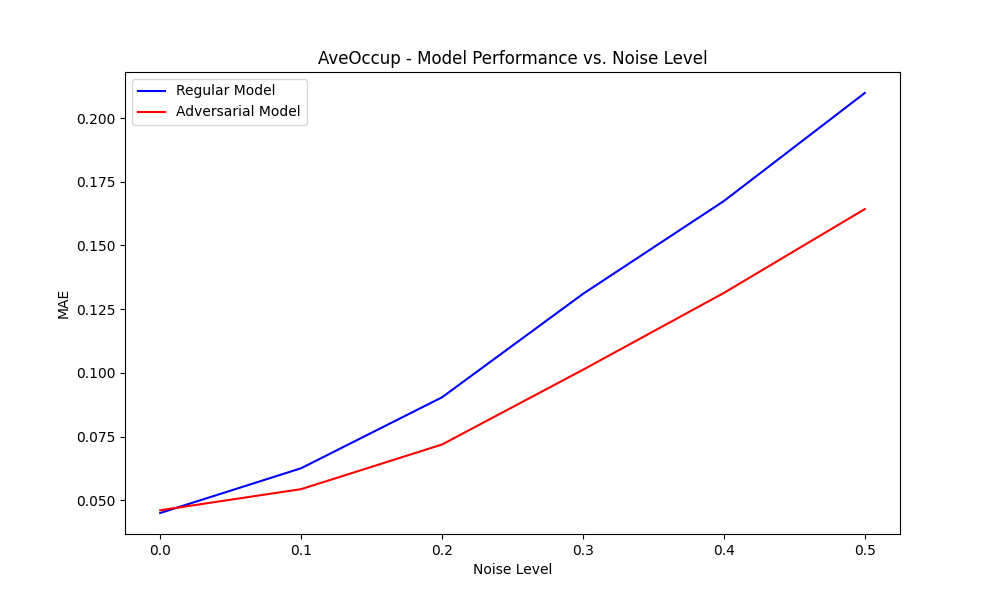 AveOccup - Model Performance vs. Noise Level
Regular Model
Adversarial Model
0.200
0.175
0.150
0.125
0.100
0.075
0.050
MAE
0.0 0.1 0.2 0.3 0.4 0.5
Noise Level